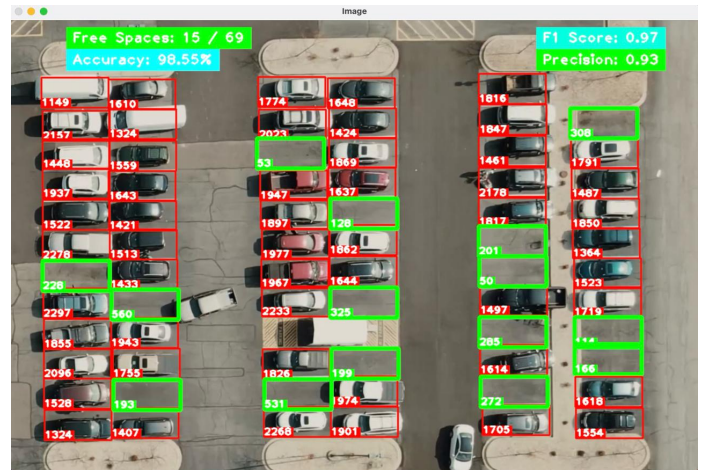 Image
Free Spaces: 15 / 69
Accuracy: 98.55%
F1 Score: 0.97
Precision: 0.93
1149 1610 1774 1648 1816
2157 1324 2023 1424 1847 308
1448 1559 53 1869 1461 1791
1937 1643 1947 1637 2178 1487
1522 1421 1897 128 1817 1850
2278 1513 1977 1862 201 1364
228 1433 1967 1644 50 1523
2297 560 2233 325 1497 1719
1855 1943 285
2096 1755 1826 199 1614 166
1528 193 531 1974 272 1618
1324 1407 2268 1901 1705 1554